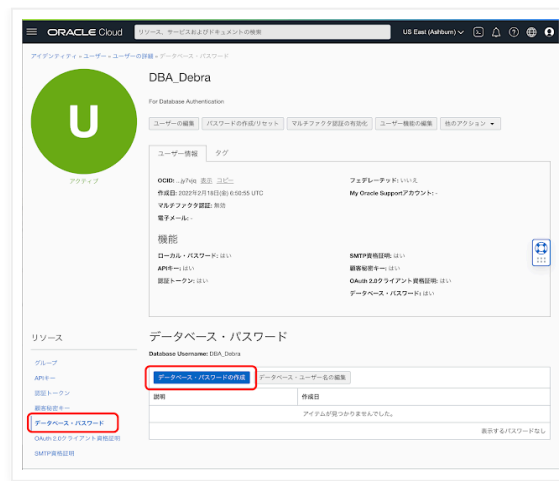 ORACLE Cloud
リソース、サービスおよびドキュメントの検索
US East (Ashburn)
アイデンティティ » ユーザー » ユーザーの詳細 » データベース・パスワード
U
アクティブ
DBA_Debra
For Database Authentication
ユーザーの編集 パスワードの作成/リセット マルチファクタ認証の有効化 ユーザー機能の編集 他のアクション
ユーザー情報 タグ
OCID: ...jy7vjq 表示 コピー
作成日: 2022年2月18日(金) 6:50:55 UTC
マルチファクタ認証: 無効
電子メール: -
フェデレーテッド: いいえ
My Oracle Supportアカウント: -
機能
ローカル・パスワード: はい
APIキー: はい
認証トークン: はい
SMTP資格証明: はい
顧客秘密キー: はい
OAuth 2.0クライアント資格証明: はい
データベース・パスワード: はい
リソース
グループ
APIキー
認証トークン
顧客秘密キー
データベース・パスワード
OAuth 2.0クライアント資格証明
SMTP資格証明
データベース・パスワード
Database Username: DBA_Debra
データベース・パスワードの作成 データベース・ユーザー名の編集
説明 作成日
アイテムが見つかりませんでした。
表示するパスワードなし